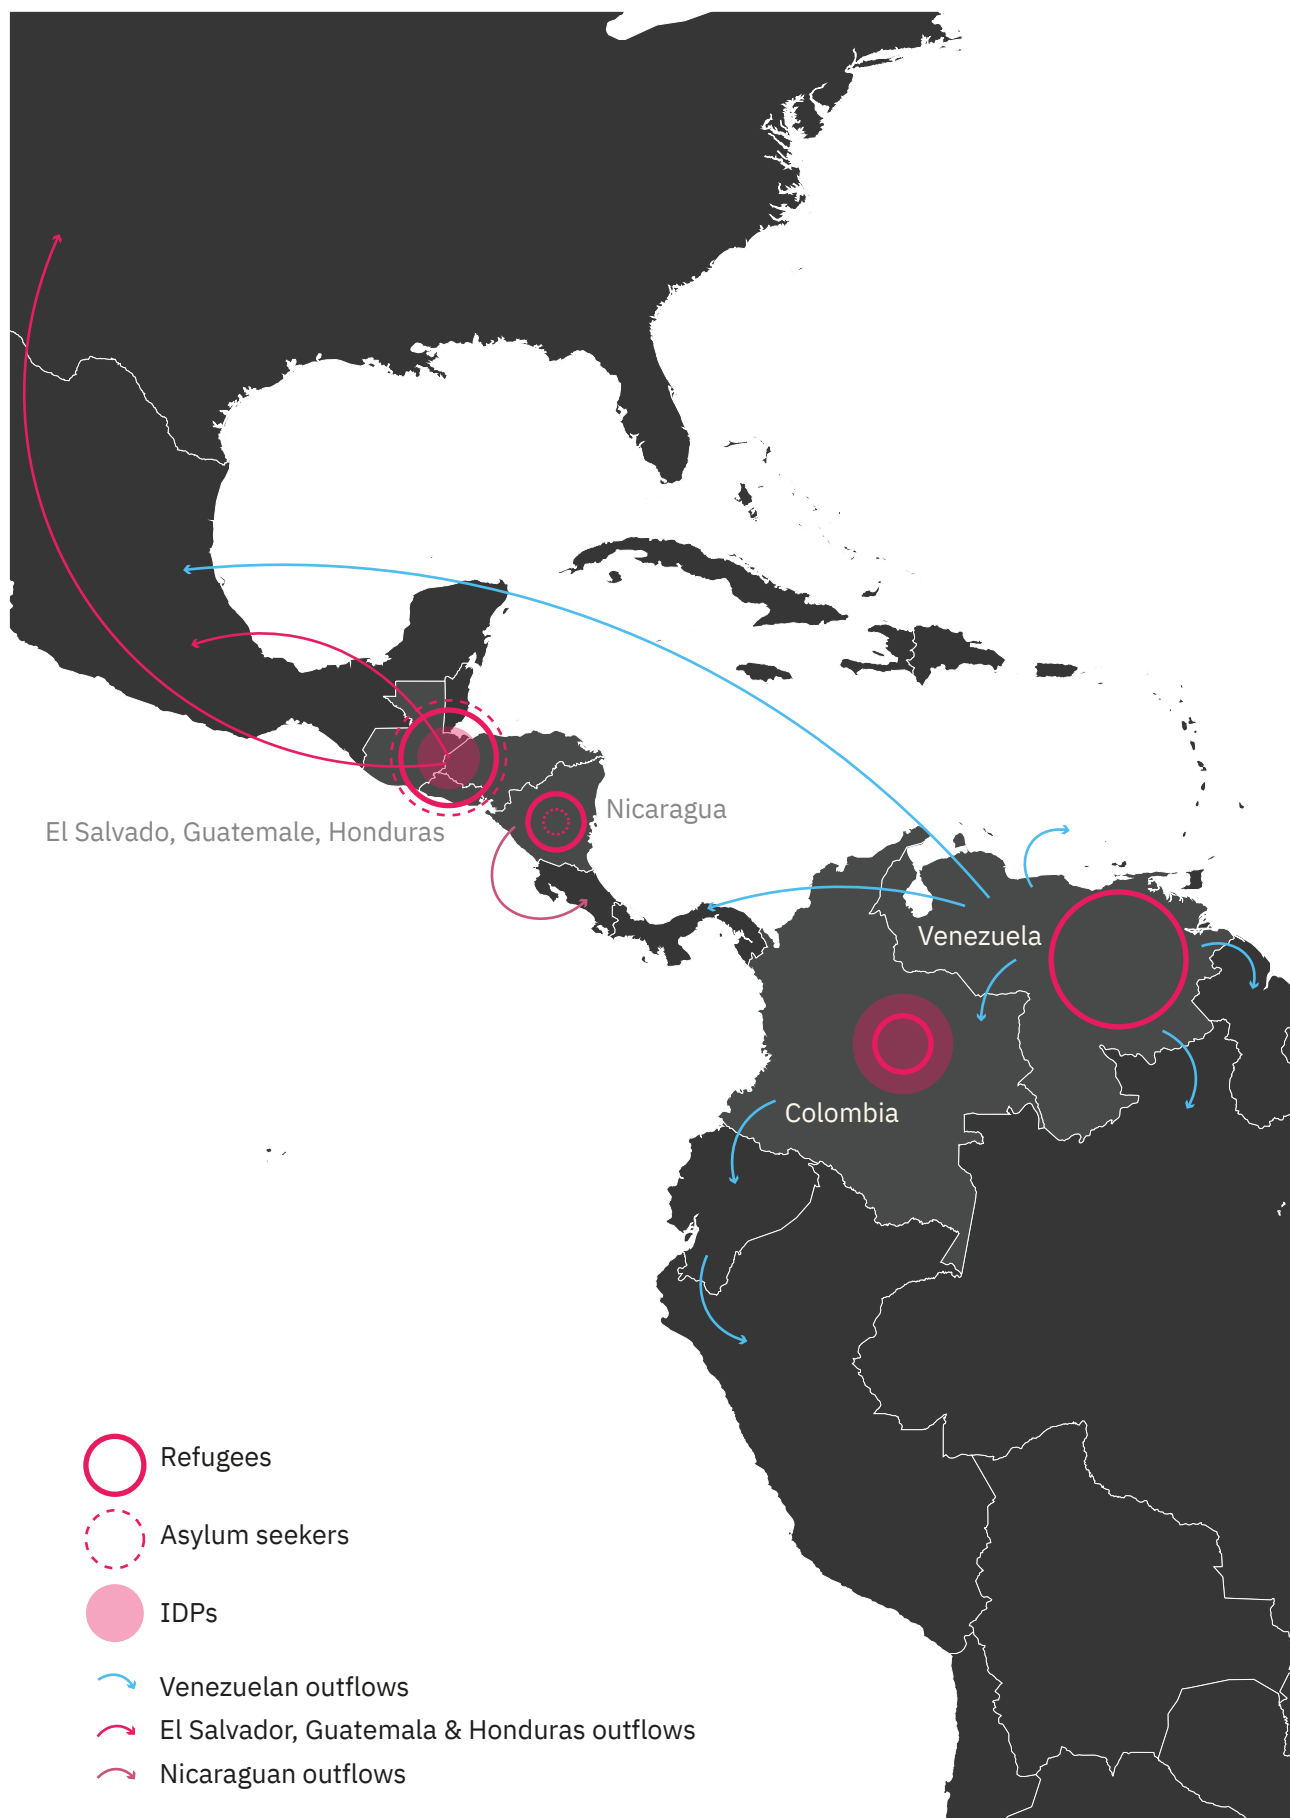 Nicaragua
El Salvado, Guatemale, Honduras
Venezuela
Colombia
Refugees
Asylum seekers
IDPs
Venezuelan outflows
El Salvador, Guatemala & Honduras outflows
Nicaraguan outflows